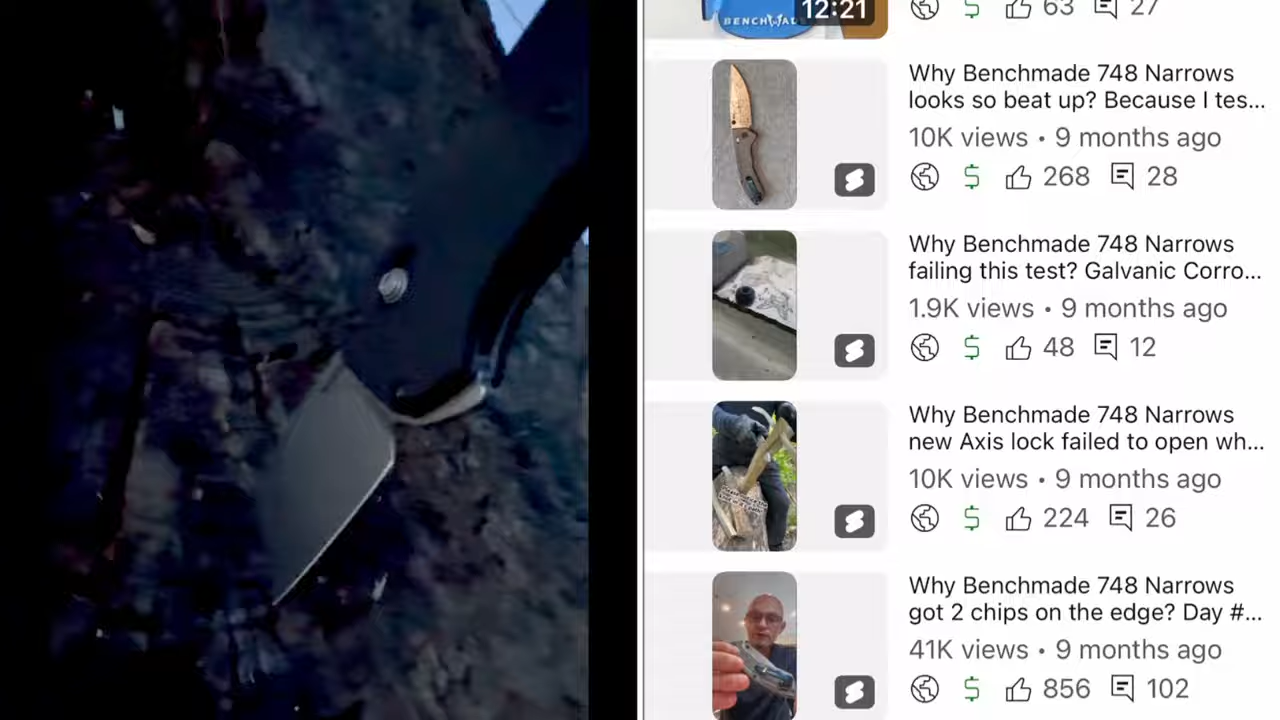 BENCHMADE
12:21
63
27
Why Benchmade 748 Narrows
looks so beat up? Because I tes...
10K views • 9 months ago
268
28
Why Benchmade 748 Narrows
failing this test? Galvanic Corro...
1.9K views • 9 months ago
48
12
Why Benchmade 748 Narrows
new Axis lock failed to open wh...
10K views • 9 months ago
224
26
Why Benchmade 748 Narrows
got 2 chips on the edge? Day #...
41K views • 9 months ago
856
102